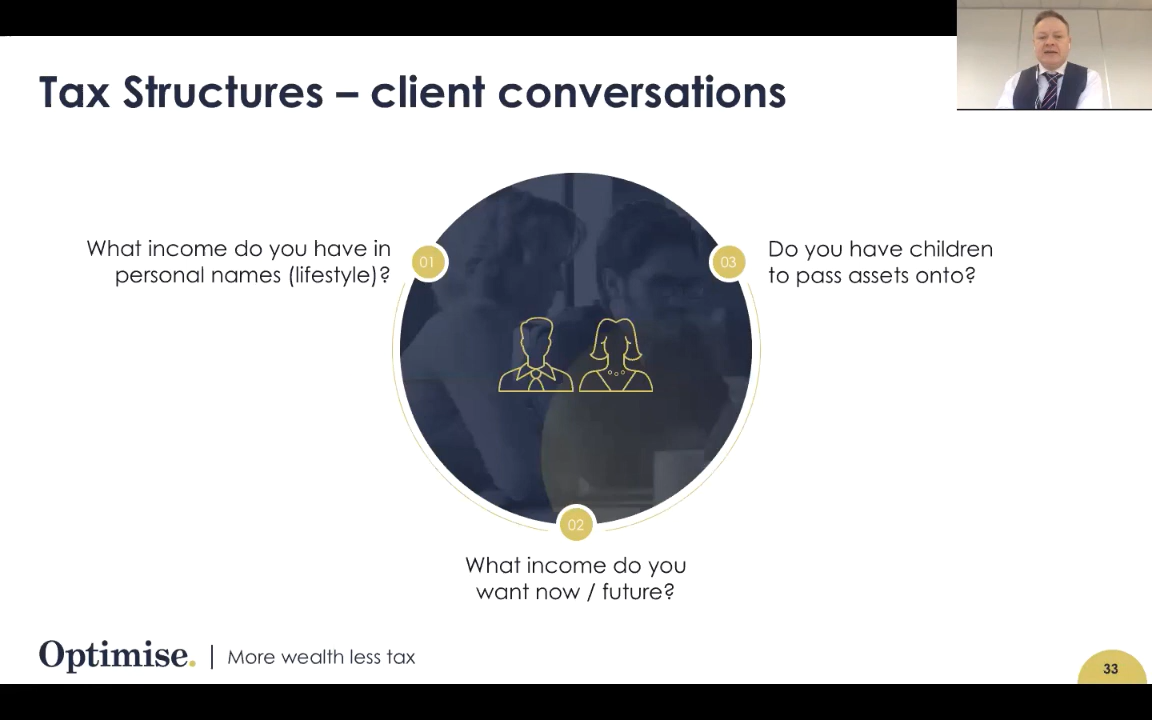 Tax Structures – client conversations
What income do you have in
personal names (lifestyle)?
01
03
Do you have children
to pass assets onto?
02
What income do you
want now / future?
Optimise. | More wealth less tax
33